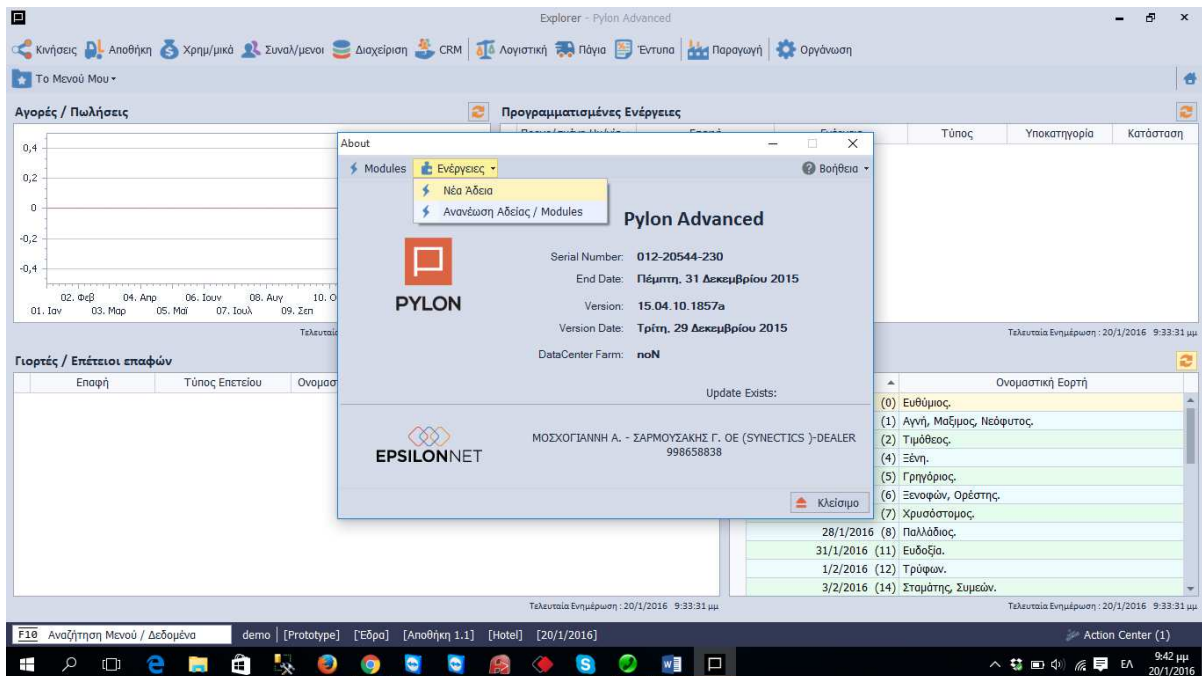 Explorer - Pylon Advanced
Κινήσεις Αποθήκη Χρημ/μικά Συναλ/μενοι Διαχείριση CRM Λογιστική Πάγια Έντυπα Παραγωγή Οργάνωση
Το Μενού Μου
Αγορές / Πωλήσεις
0,4
0,2
0
-0,2
-0,4
02. Φεβ 04. Απρ 06. Ιουν 08. Αυγ 10. Ο
01. Ιαν 03. Μαρ 05. Μαϊ 07. Ιουλ 09. Σεπ
Προγραμματισμένες Ενέργειες
Τύπος Υποκατηγορία Κατάσταση
Τελευταία Ενημέρωση : 20/1/2016 9:33:31 μμ
About
Modules Ενέργειες Βοήθεια
Νέα Άδεια
Ανανέωση Αδείας / Modules
Pylon Advanced
PYLON
Serial Number: 012-20544-230
End Date: Πέμπτη, 31 Δεκεμβρίου 2015
Version: 15.04.10.1857a
Version Date: Τρίτη, 29 Δεκεμβρίου 2015
DataCenter Farm: noN
Update Exists:
EPSILONNET
ΜΟΣΧΟΓΙΑΝΝΗ Α. - ΣΑΡΜΟΥΣΑΚΗΣ Γ. ΟΕ (SYNECTICS )-DEALER
998658838
Κλείσιμο
Γιορτές / Επέτειοι επαφών
Επαφή Τύπος Επετείου Ονομασ
Τελευταία Ενημέρωση : 20/1/2016 9:33:31 μμ
Ονομαστική Εορτή
(0) Ευθύμιος.
(1) Αγνή, Μαξιμος, Νεόφυτος.
(2) Τιμόθεος.
(4) Ξένη.
(5) Γρηγόριος.
(6) Ξενοφών, Ορέστης.
(7) Χρυσόστομος.
28/1/2016 (8) Παλλάδιος.
31/1/2016 (11) Ευδοξία.
1/2/2016 (12) Τρύφων.
3/2/2016 (14) Σταμάτης, Συμεών.
Τελευταία Ενημέρωση : 20/1/2016 9:33:31 μμ
F10 Αναζήτηση Μενού / Δεδομένα demo [Prototype] [Έδρα] [Αποθήκη 1.1] [Hotel] [20/1/2016] Action Center (1)
ΕΛ 9:42 μμ
20/1/2016